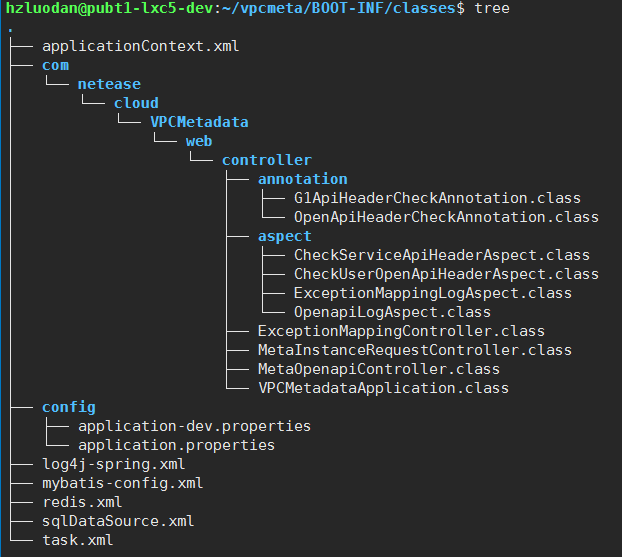 hzluodan@pubt1-lxc5-dev:~/vpcmeta/BOOT-INF/classes$ tree
.
├── applicationContext.xml
├── com
│   └── netease
│       └── cloud
│           └── VPCMetadata
│               └── web
│                   └── controller
│                       ├── annotation
│                       │   ├── G1ApiHeaderCheckAnnotation.class
│                       │   └── OpenApiHeaderCheckAnnotation.class
│                       ├── aspect
│                       │   ├── CheckServiceApiHeaderAspect.class
│                       │   ├── CheckUserOpenApiHeaderAspect.class
│                       │   ├── ExceptionMappingLogAspect.class
│                       │   └── OpenapiLogAspect.class
│                       ├── ExceptionMappingController.class
│                       ├── MetaInstanceRequestController.class
│                       ├── MetaOpenapiController.class
│                       └── VPCMetadataApplication.class
├── config
│   ├── application-dev.properties
│   └── application.properties
├── log4j-spring.xml
├── mybatis-config.xml
├── redis.xml
├── sqlDataSource.xml
└── task.xml